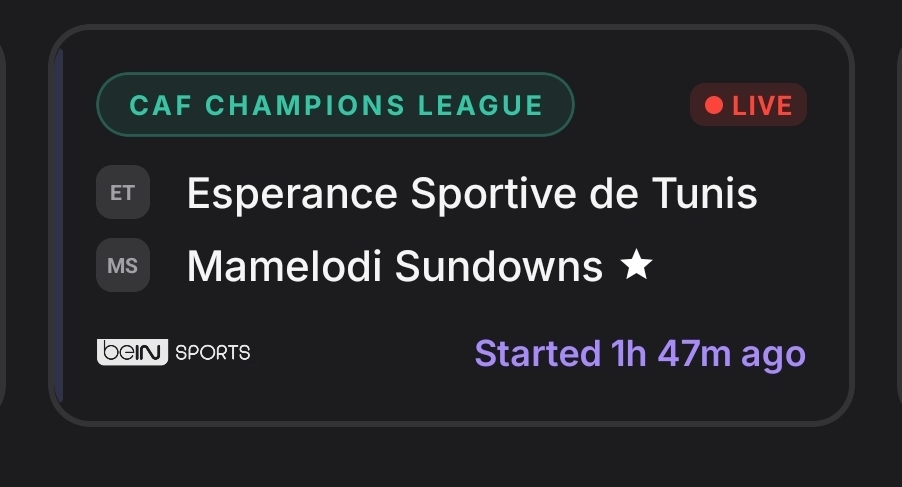 CAF CHAMPIONS LEAGUE
LIVE
ET
Esperance Sportive de Tunis
MS
Mamelodi Sundowns
beIN SPORTS
Started 1h 47m ago